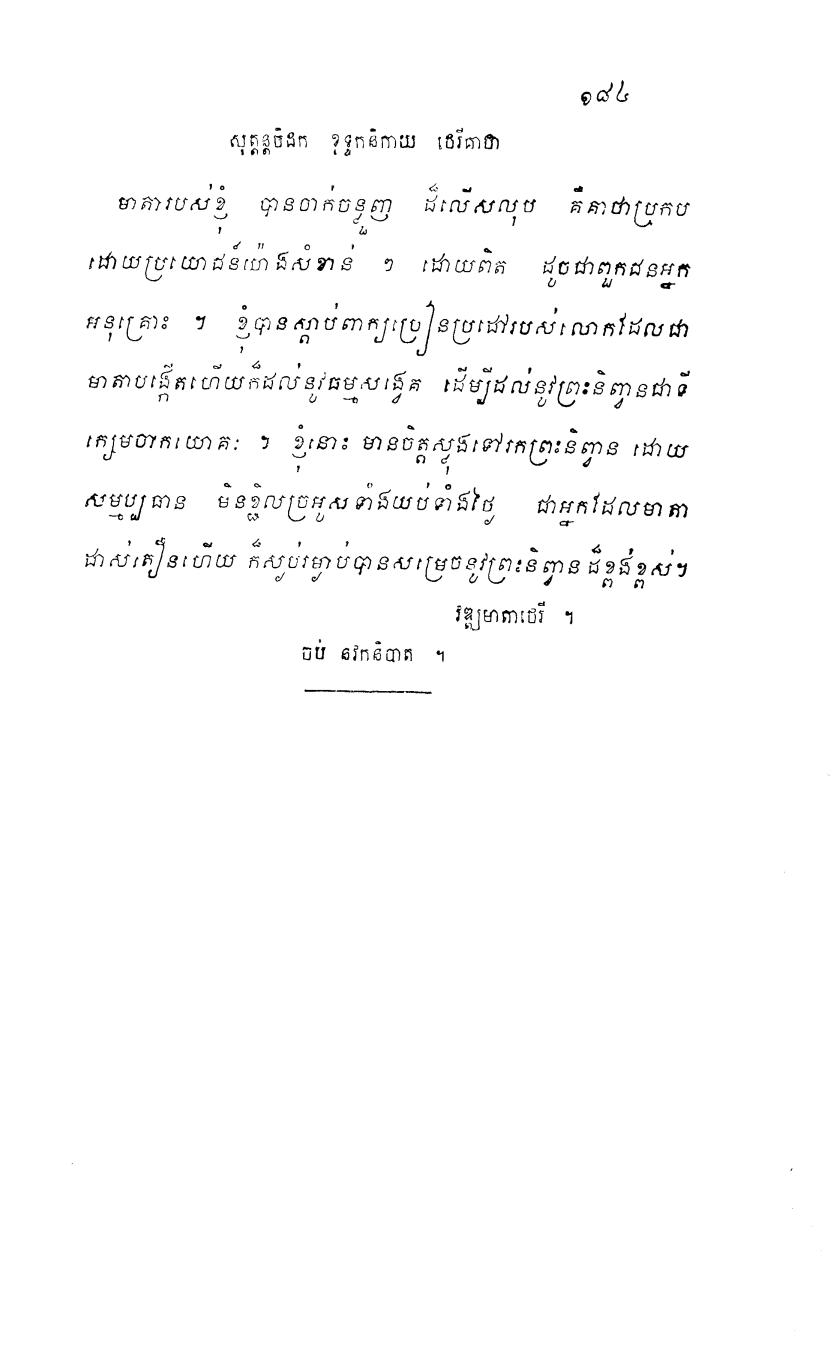 ១៨៤
សុត្តន្តបិដក ខុទ្ទកនិកាយ ថេរីគាថា
មាតារបស់ខ្ញុំ បានចាក់ចន្ទួញ ដ៏លើសលុប គឺគាថាប្រកប
ដោយប្រយោជន៍យ៉ាងសំខាន់ ៗ ដោយពិត ដូចជាពួកជនអ្នក
អនុគ្រោះ ។ ខ្ញុំបានស្តាប់ពាក្យប្រៀនប្រដៅរបស់លោកដែលជា
មាតាបង្កើតហើយក៏ដល់នូវធម្មសង្វេគ ដើម្បីដល់នូវព្រះនិព្វានជាទី
ក្សេមចាកយោគៈ ។ ខ្ញុំនោះ មានចិត្តស្លុងទៅរកព្រះនិព្វាន ដោយ
សម្មប្បធាន មិនខ្ជិលច្រអូសទាំងយប់ទាំងថ្ងៃ ជាអ្នកដែលមាតា
ដាស់តឿនហើយ ក៏ស្ងប់រម្ងាប់បានសម្រេចនូវព្រះនិព្វាន ដ៏ខ្ពង់ខ្ពស់។
វឌ្ឍមាតាថេរី ។
ចប់ នវកនិបាត ។